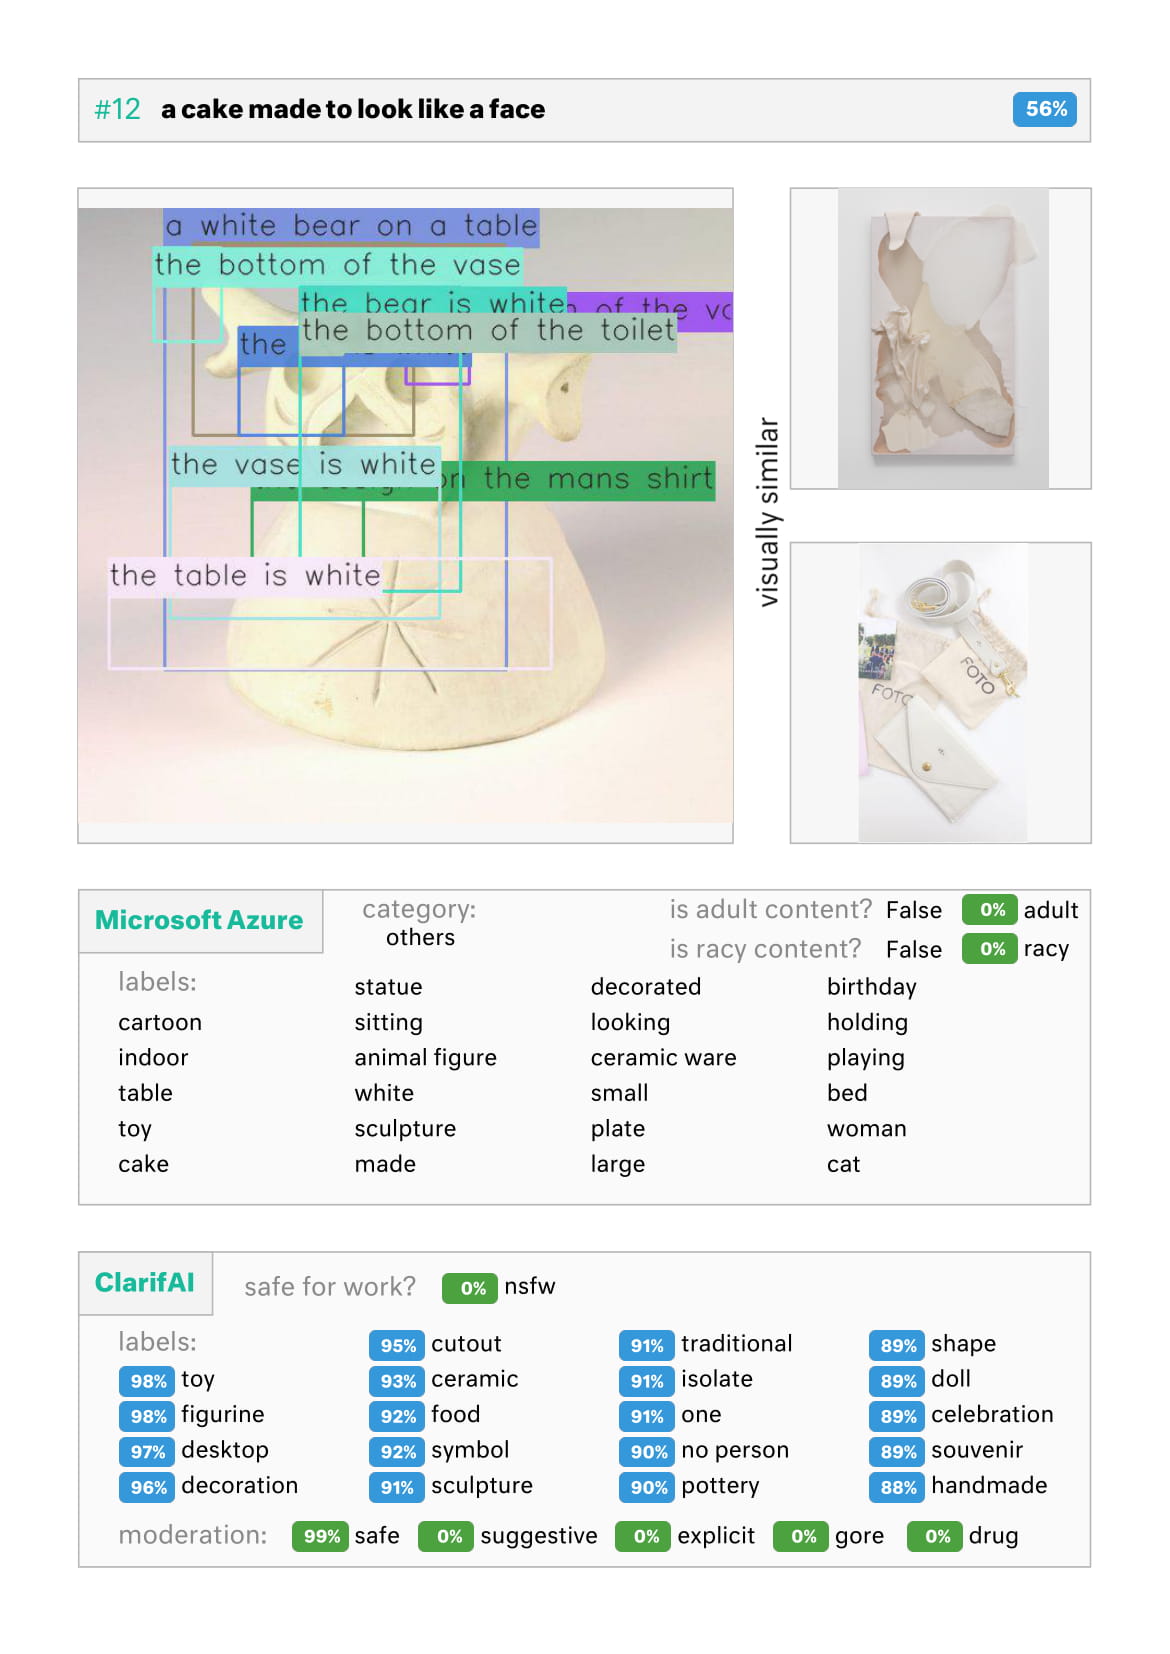 #12 a cake made to look like a face 56%
a white bear on a table
the bottom of the vase
the bear is white
of the
the bottom of the toilet
the is white
the vase is white
on the mans shirt
the table is white
visually similar
FOTO
FOTO
Microsoft Azure
category:
others
is adult content? False 0% adult
is racy content? False 0% racy
labels:
statue decorated birthday
cartoon sitting looking holding
indoor animal figure ceramic ware playing
table white small bed
toy sculpture plate woman
cake made large cat
ClarifAI
safe for work? 0% nsfw
labels:
95% cutout 91% traditional 89% shape
98% toy 93% ceramic 91% isolate 89% doll
98% figurine 92% food 91% one 89% celebration
97% desktop 92% symbol 90% no person 89% souvenir
96% decoration 91% sculpture 90% pottery 88% handmade
moderation: 99% safe 0% suggestive 0% explicit 0% gore 0% drug